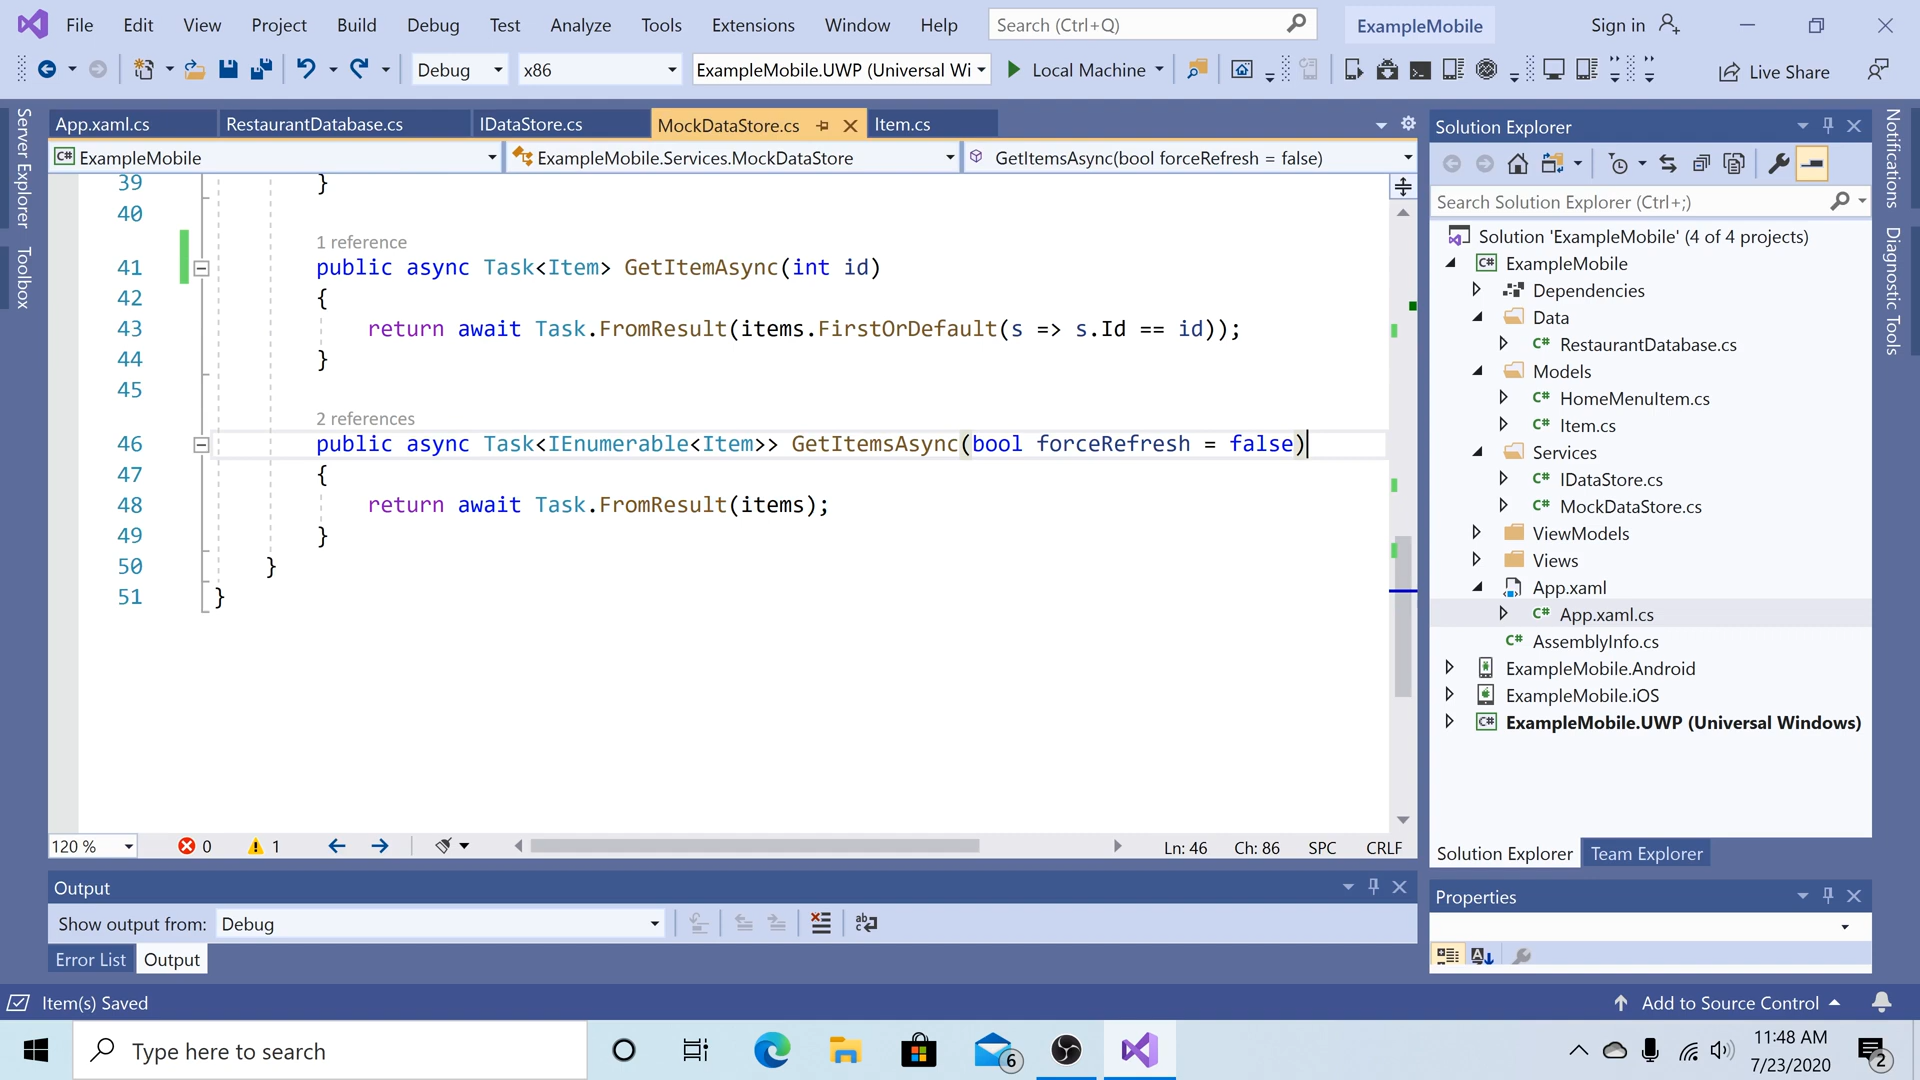 File Edit View Project Build Debug Test Analyze Tools Extensions Window Help Search (Ctrl+Q) ExampleMobile Sign in
Debug x86 ExampleMobile.UWP (Universal Wi Local Machine Live Share
Server Explorer
Toolbox
App.xaml.cs RestaurantDatabase.cs IDataStore.cs MockDataStore.cs Item.cs
ExampleMobile ExampleMobile.Services.MockDataStore GetItemsAsync(bool forceRefresh = false)
39 }
40
1 reference
41 public async Task<Item> GetItemAsync(int id)
42 {
43 return await Task.FromResult(items.FirstOrDefault(s => s.Id == id));
44 }
45
2 references
46 public async Task<IEnumerable<Item>> GetItemsAsync(bool forceRefresh = false)
47 {
48 return await Task.FromResult(items);
49 }
50 }
51 }
120 % 0 1 Ln: 46 Ch: 86 SPC CRLF
Output
Show output from: Debug
Error List Output
Solution Explorer
Search Solution Explorer (Ctrl+;)
Solution 'ExampleMobile' (4 of 4 projects)
C# ExampleMobile
Dependencies
Data
C# RestaurantDatabase.cs
Models
C# HomeMenuItem.cs
C# Item.cs
Services
C# IDataStore.cs
C# MockDataStore.cs
ViewModels
Views
App.xaml
C# App.xaml.cs
C# AssemblyInfo.cs
ExampleMobile.Android
ExampleMobile.iOS
C# ExampleMobile.UWP (Universal Windows)
Solution Explorer Team Explorer
Properties
Notifications
Diagnostic Tools
Item(s) Saved Add to Source Control
Type here to search 6 11:48 AM
7/23/2020 2